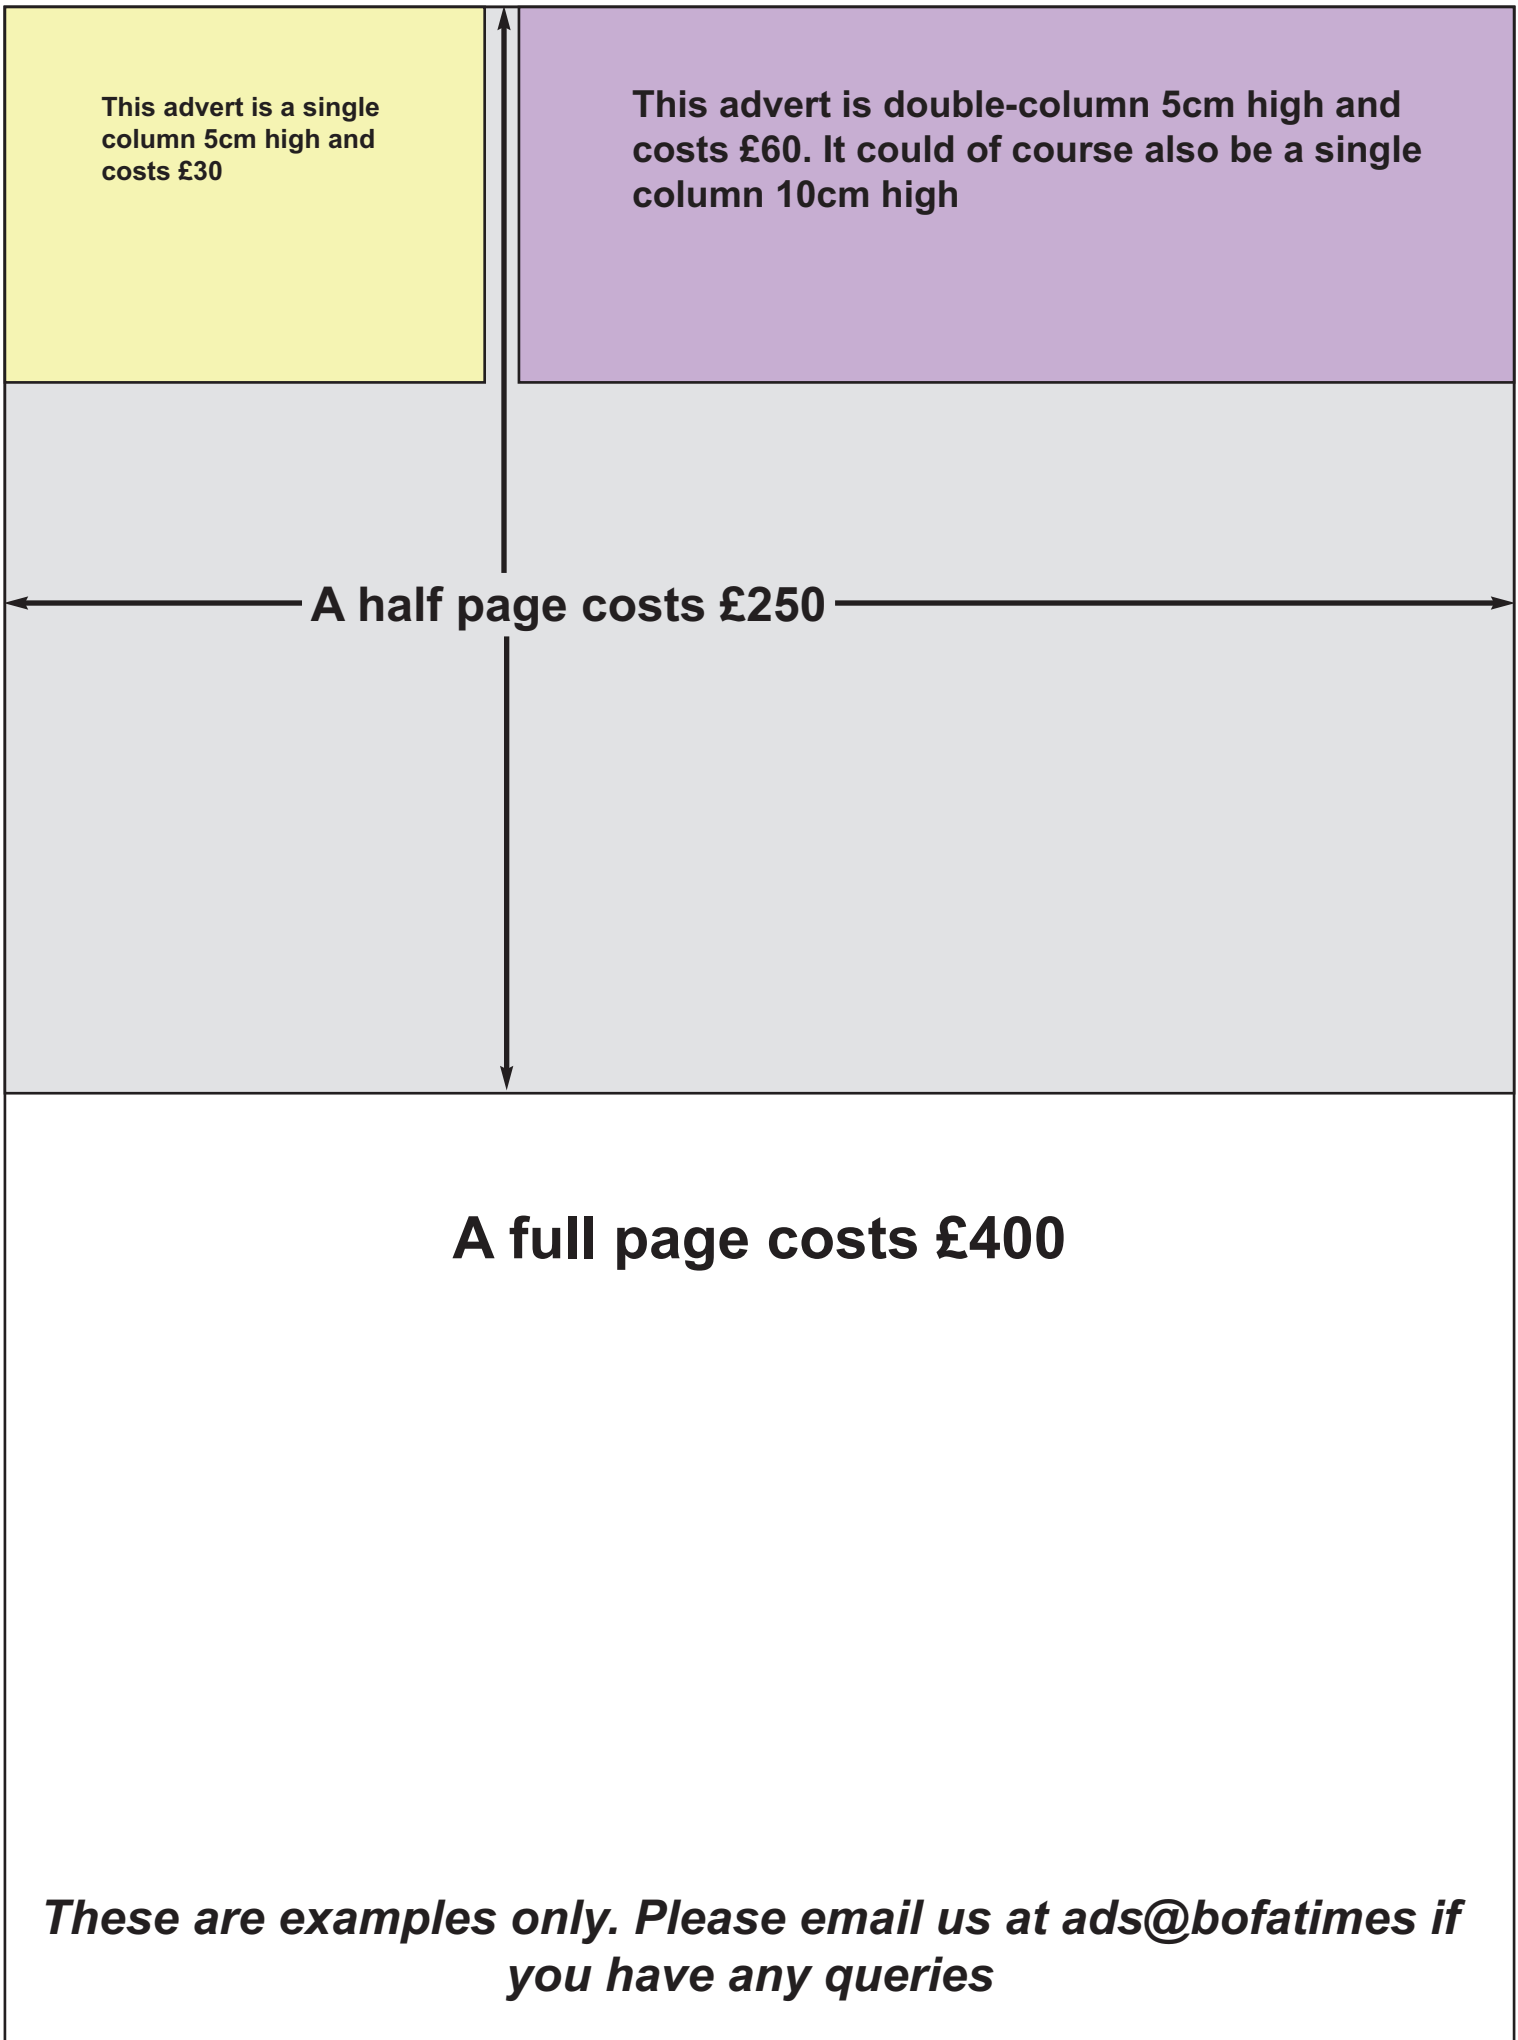 This advert is a single
column 5cm high and
costs £30
This advert is double-column 5cm high and
costs £60. It could of course also be a single
column 10cm high
A half page costs £250
A full page costs £400
These are examples only. Please email us at ads@bofatimes if
you have any queries